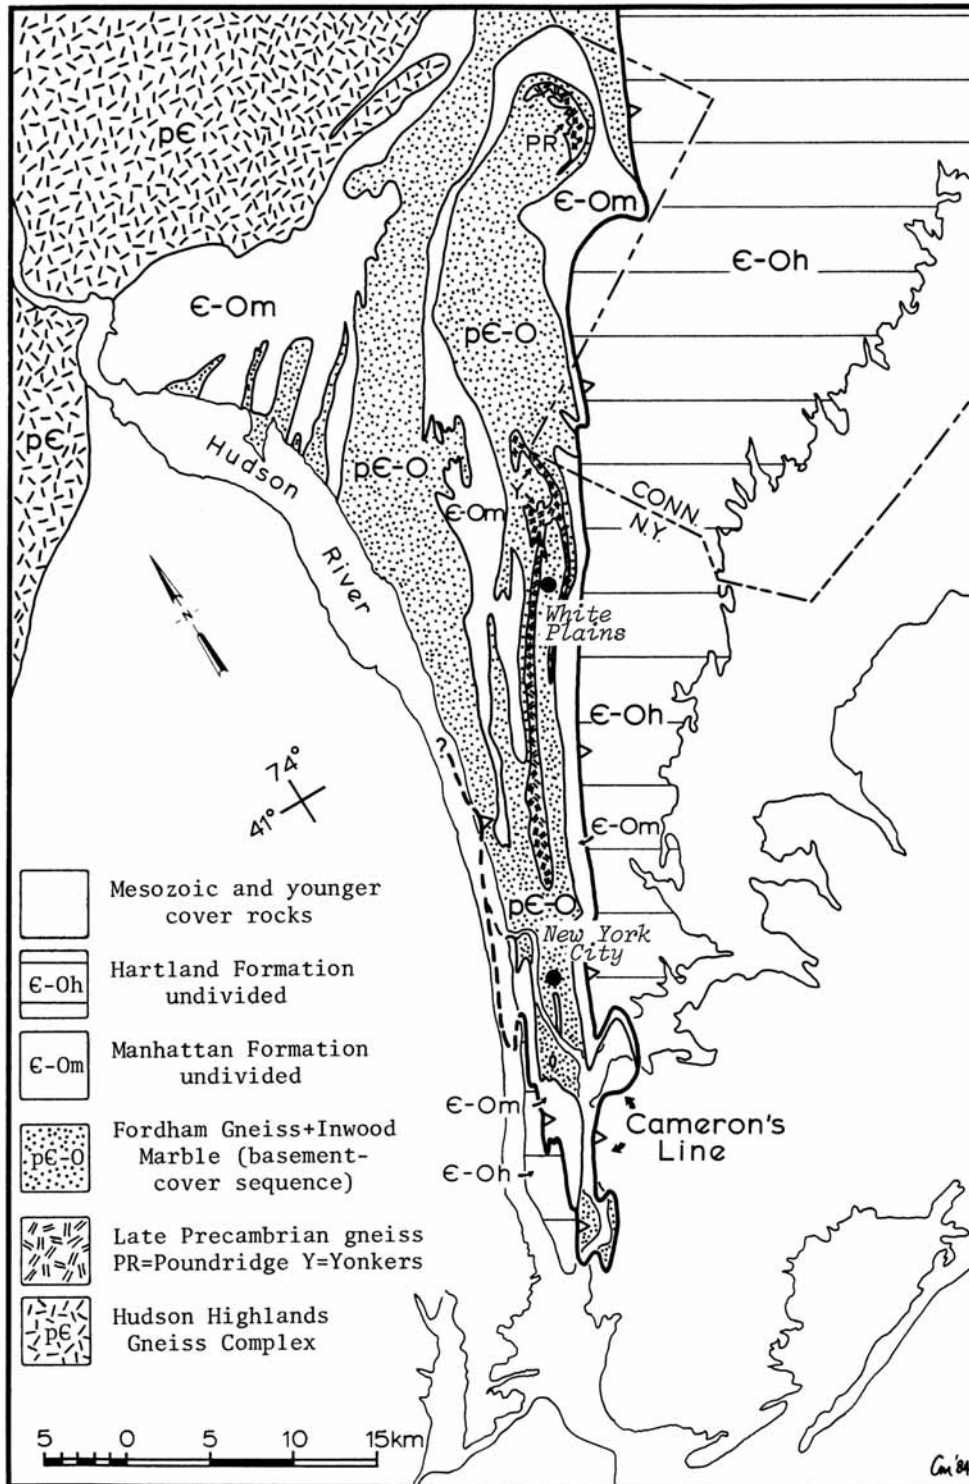 pЄ
PR
Є-Om
Є-Oh
Є-Om
pЄ-O
pЄ
Hudson
River
pЄ-O
Є-Om
Y
CONN.
N.Y.
White
Plains
Є-Oh
?
74°
41°
N
Є-Om
pЄ-O
New York
City
Є-Om
Cameron's
Line
Є-Oh
Mesozoic and younger
cover rocks
Є-Oh
Hartland Formation
undivided
Є-Om
Manhattan Formation
undivided
pЄ-O
Fordham Gneiss+Inwood
Marble (basement-
cover sequence)
Late Precambrian gneiss
PR=Poundridge Y=Yonkers
pЄ
Hudson Highlands
Gneiss Complex
5 0 5 10 15km